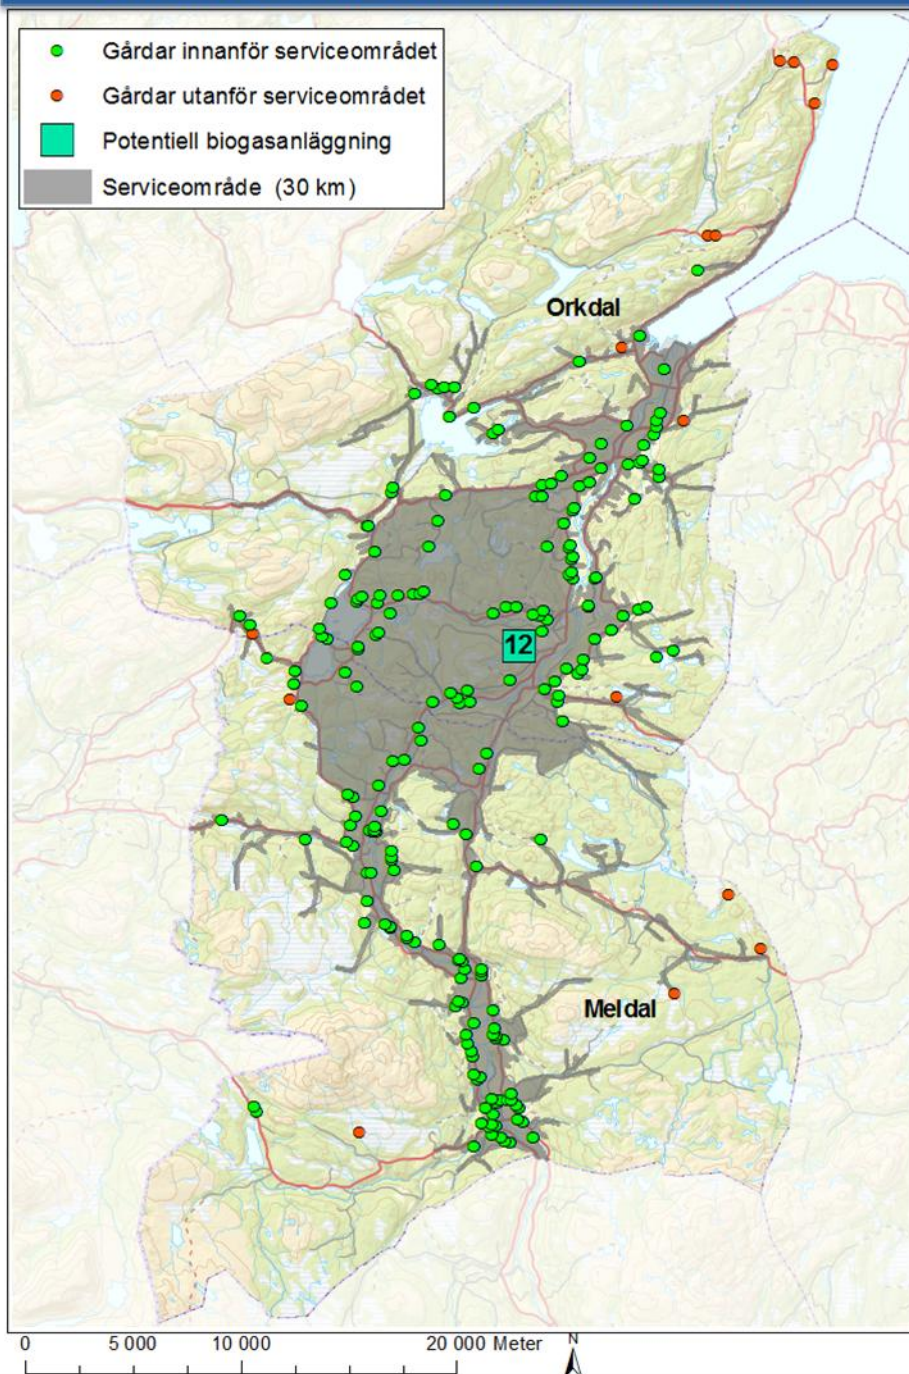 Gårdar innanför serviceområdet
Gårdar utanför serviceområdet
Potentiell biogasanläggning
Serviceområde (30 km)
Orkdal
12
Meldal
0 5 000 10 000 20 000 Meter N